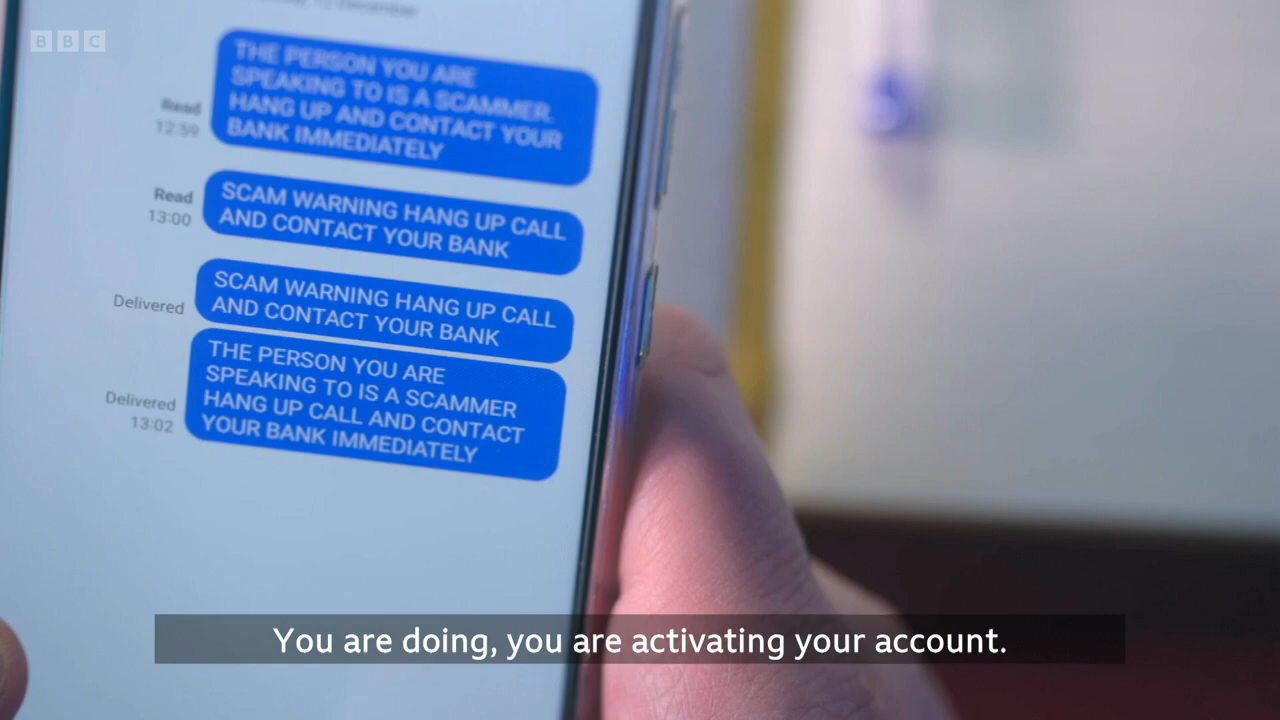 BBC
THE PERSON YOU ARE
SPEAKING TO IS A SCAMMER.
HANG UP AND CONTACT YOUR
BANK IMMEDIATELY
Read
12:59
SCAM WARNING HANG UP CALL
AND CONTACT YOUR BANK
Read
13:00
SCAM WARNING HANG UP CALL
AND CONTACT YOUR BANK
Delivered
THE PERSON YOU ARE
SPEAKING TO IS A SCAMMER
HANG UP CALL AND CONTACT
YOUR BANK IMMEDIATELY
Delivered
13:02
You are doing, you are activating your account.